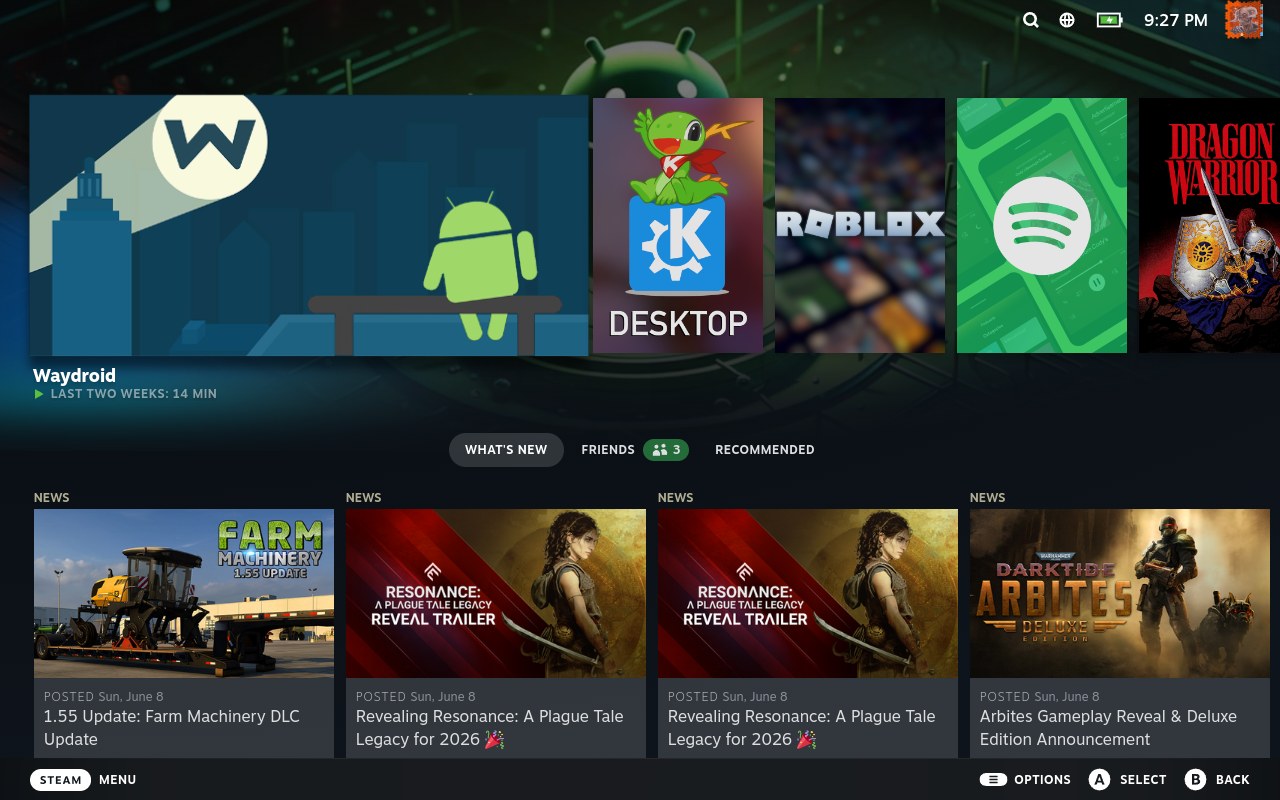 9:27 PM
W
K
K
DESKTOP
ROBLOX
DRAGON
WARRIOR
Waydroid
LAST TWO WEEKS: 14 MIN
WHAT'S NEW
FRIENDS
3
RECOMMENDED
NEWS
NEWS
NEWS
NEWS
FARM
MACHINERY
1.55 UPDATE
RESONANCE:
A PLAGUE TALE LEGACY
REVEAL TRAILER
RESONANCE:
A PLAGUE TALE LEGACY
REVEAL TRAILER
WARHAMMER
DARKTIDE
ARBITES
DELUXE
EDITION
POSTED Sun, June 8
1.55 Update: Farm Machinery DLC
Update
POSTED Sun, June 8
Revealing Resonance: A Plague Tale
Legacy for 2026 🎉
POSTED Sun, June 8
Revealing Resonance: A Plague Tale
Legacy for 2026 🎉
POSTED Sun, June 8
Arbites Gameplay Reveal & Deluxe
Edition Announcement
STEAM
MENU
OPTIONS
A
SELECT
B
BACK